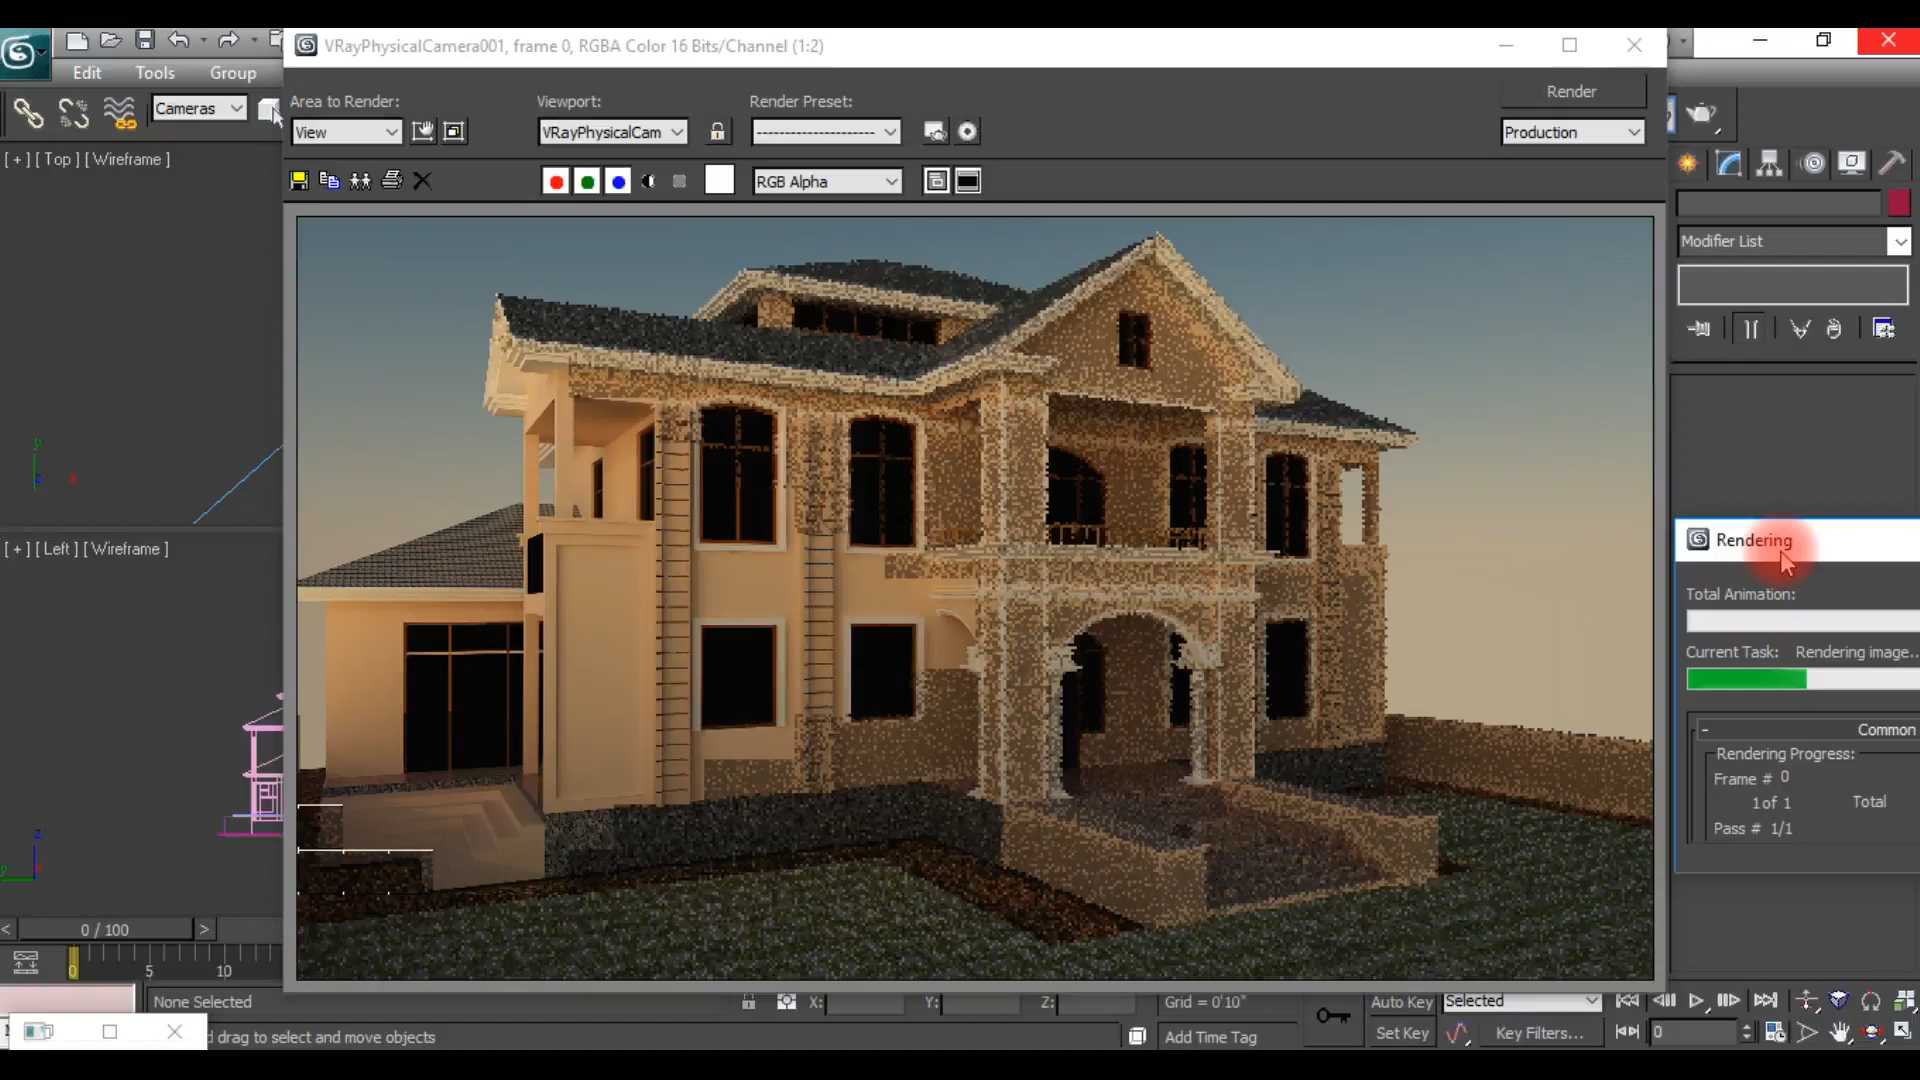 VRayPhysicalCamera001, frame 0, RGBA Color 16 Bits/Channel (1:2)
Edit Tools Group
Area to Render: Viewport: Render Preset: Render
Cameras
View VRayPhysicalCam ---------------------- Production
[ + ] [ Top ] [ Wireframe ]
RGB Alpha
Modifier List
[ + ] [ Left ] [ Wireframe ]
Rendering
Total Animation:
Current Task: Rendering image..
- Common
Rendering Progress:
Frame # 0
1 of 1 Total
Pass # 1/1
y
z
x
z
y
< 0 / 100 >
0 5 10
None Selected X: Y: Z: Grid = 0'10" Auto Key Selected
drag to select and move objects Add Time Tag Set Key Key Filters... 0